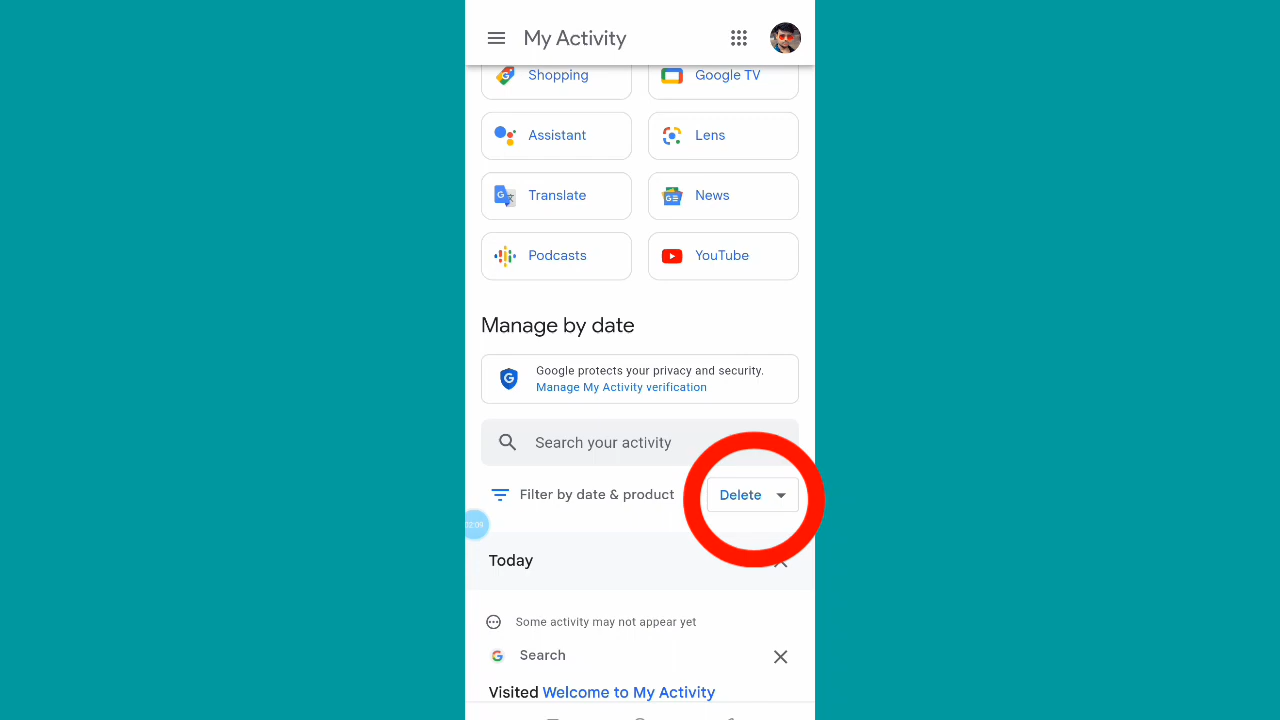 My Activity
Shopping
Google TV
Assistant
Lens
Translate
News
Podcasts
YouTube
Manage by date
Google protects your privacy and security.
Manage My Activity verification
Search your activity
Filter by date & product
Delete
02:09
Today
Some activity may not appear yet
Search
Visited Welcome to My Activity